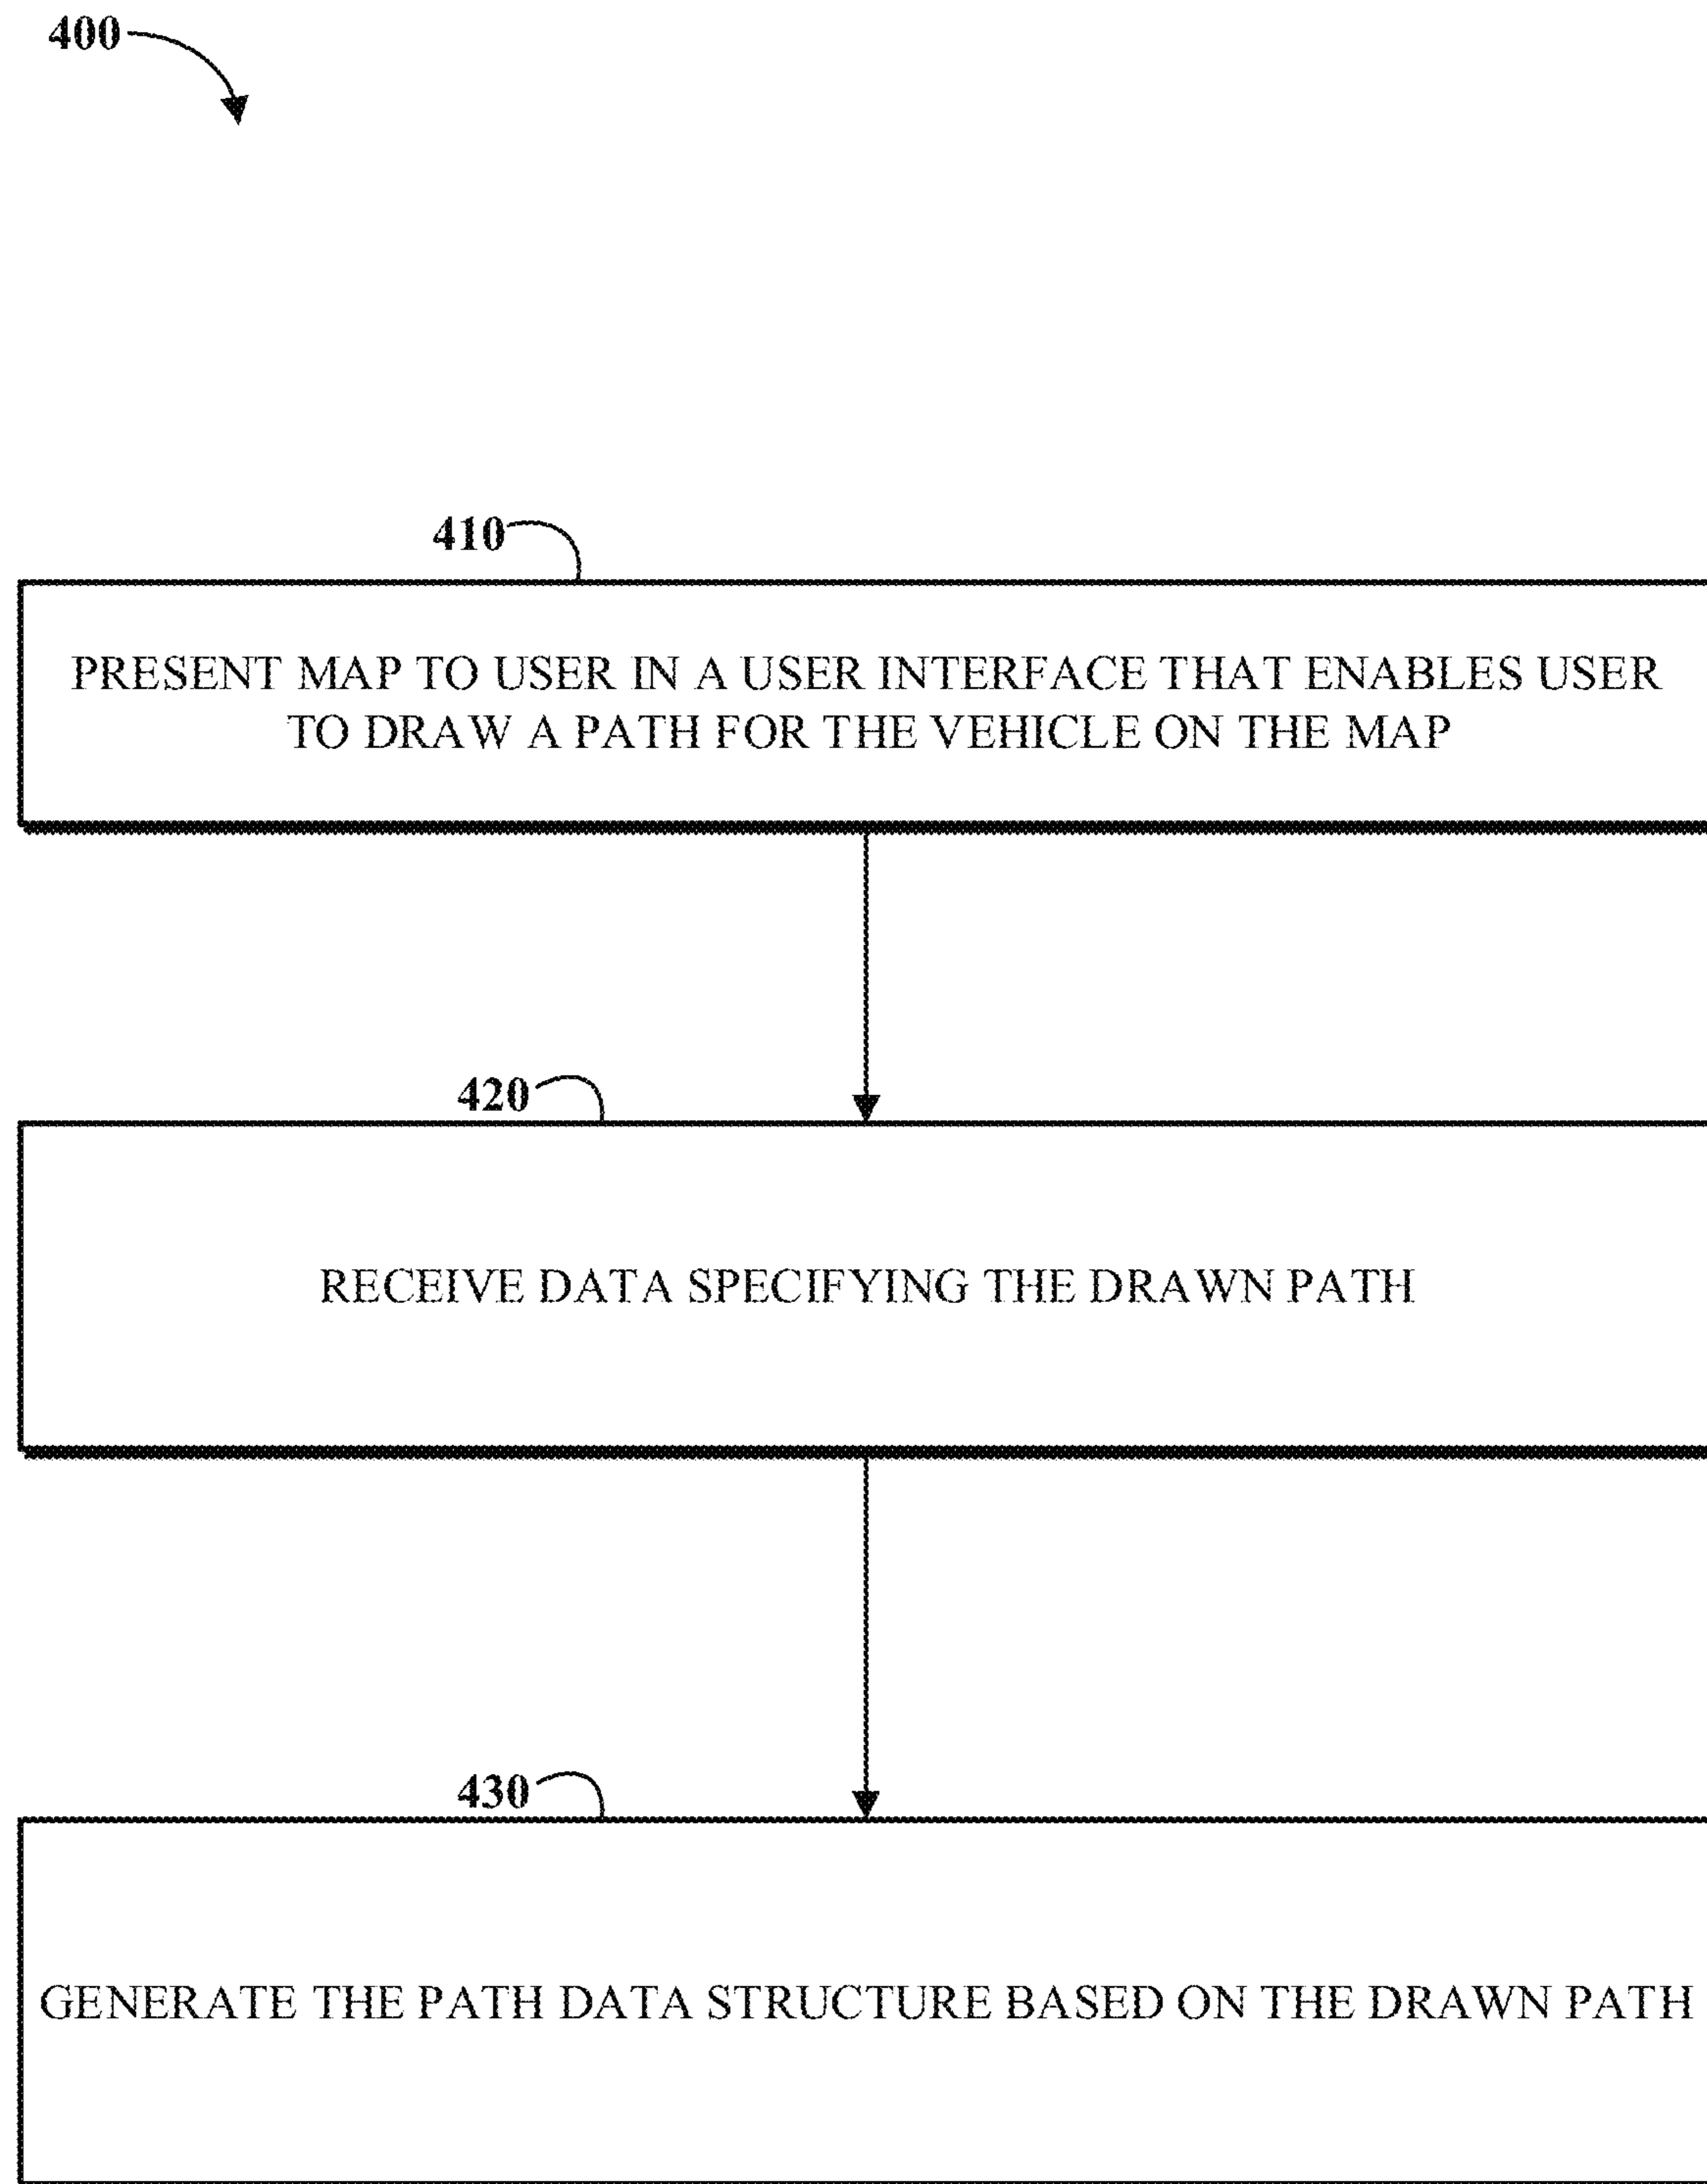 400
410
PRESENT MAP TO USER IN A USER INTERFACE THAT ENABLES USER
TO DRAW A PATH FOR THE VEHICLE ON THE MAP
420
RECEIVE DATA SPECIFYING THE DRAWN PATH
430
GENERATE THE PATH DATA STRUCTURE BASED ON THE DRAWN PATH